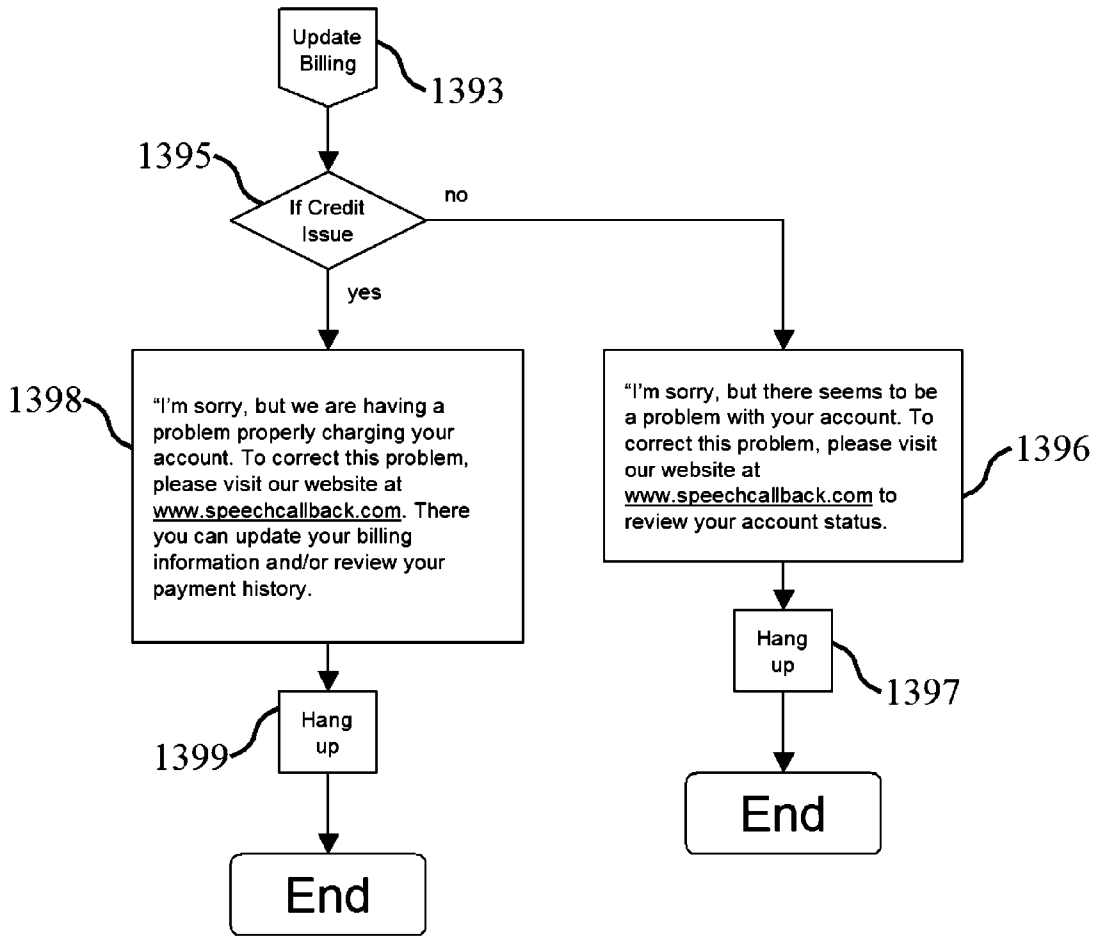 Update
Billing
1393
1395
If Credit
Issue
no
yes
1398
“I’m sorry, but we are having a
problem properly charging your
account. To correct this problem,
please visit our website at
www.speechcallback.com. There
you can update your billing
information and/or review your
payment history.
“I’m sorry, but there seems to be
a problem with your account. To
correct this problem, please visit
our website at
www.speechcallback.com to
review your account status.
1396
Hang
up
1397
Hang
up
1399
End
End